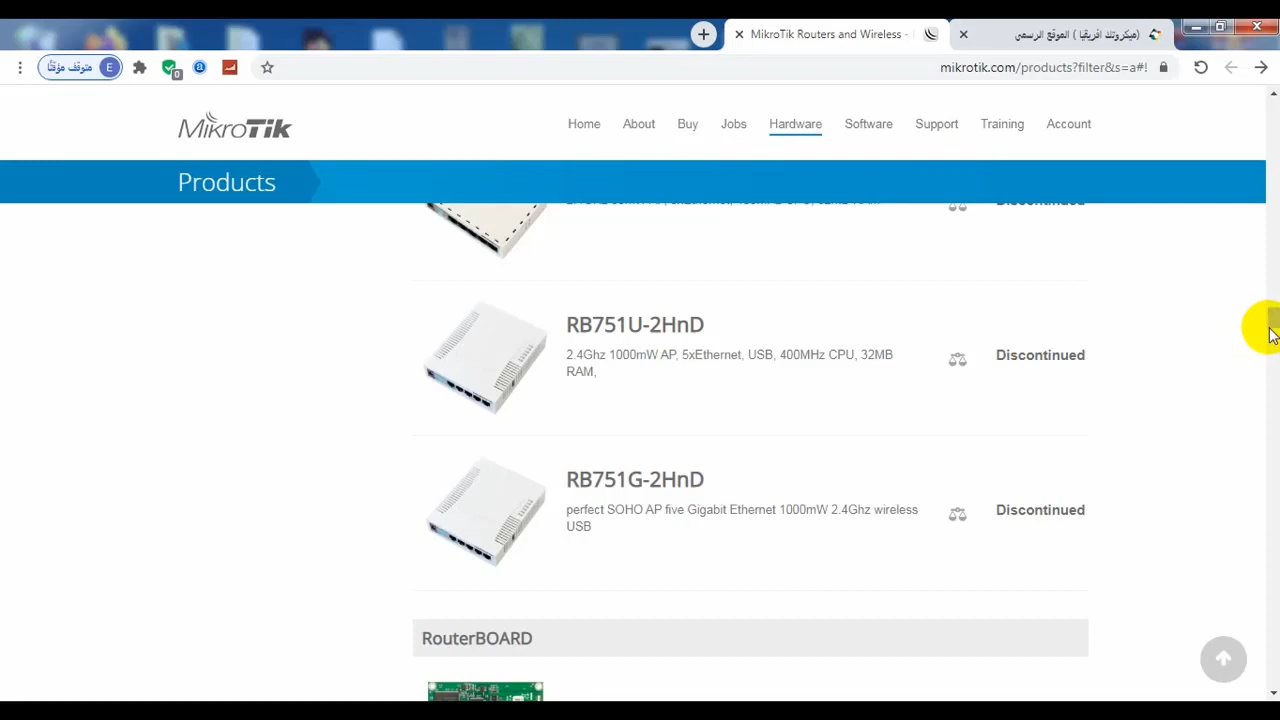 MikroTik Routers and Wireless -
ميكروتك افريقيا ) الموقع الرسمي)
متوقف مؤقتًا
E
0
mikrotik.com/products?filter&s=a#!
MikroTik
Home About Buy Jobs Hardware Software Support Training Account
Products
Discontinued
RB751U-2HnD
2.4Ghz 1000mW AP, 5xEthernet, USB, 400MHz CPU, 32MB
RAM,
Discontinued
RB751G-2HnD
perfect SOHO AP five Gigabit Ethernet 1000mW 2.4Ghz wireless
USB
Discontinued
RouterBOARD